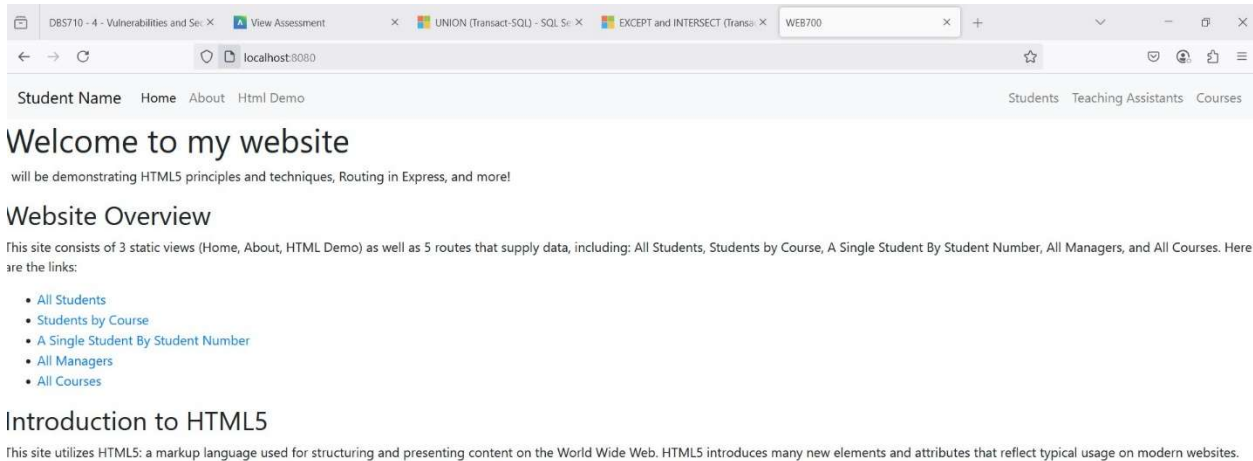 DBS710 - 4 - Vulnerabilities and Sec
View Assessment
UNION (Transact-SQL) - SQL Se
EXCEPT and INTERSECT (Transa
WEB700
localhost:8080
Student Name Home About Html Demo Students Teaching Assistants Courses
Welcome to my website
will be demonstrating HTML5 principles and techniques, Routing in Express, and more!
Website Overview
This site consists of 3 static views (Home, About, HTML Demo) as well as 5 routes that supply data, including: All Students, Students by Course, A Single Student By Student Number, All Managers, and All Courses. Here
are the links:
All Students
Students by Course
A Single Student By Student Number
All Managers
All Courses
Introduction to HTML5
This site utilizes HTML5: a markup language used for structuring and presenting content on the World Wide Web. HTML5 introduces many new elements and attributes that reflect typical usage on modern websites.